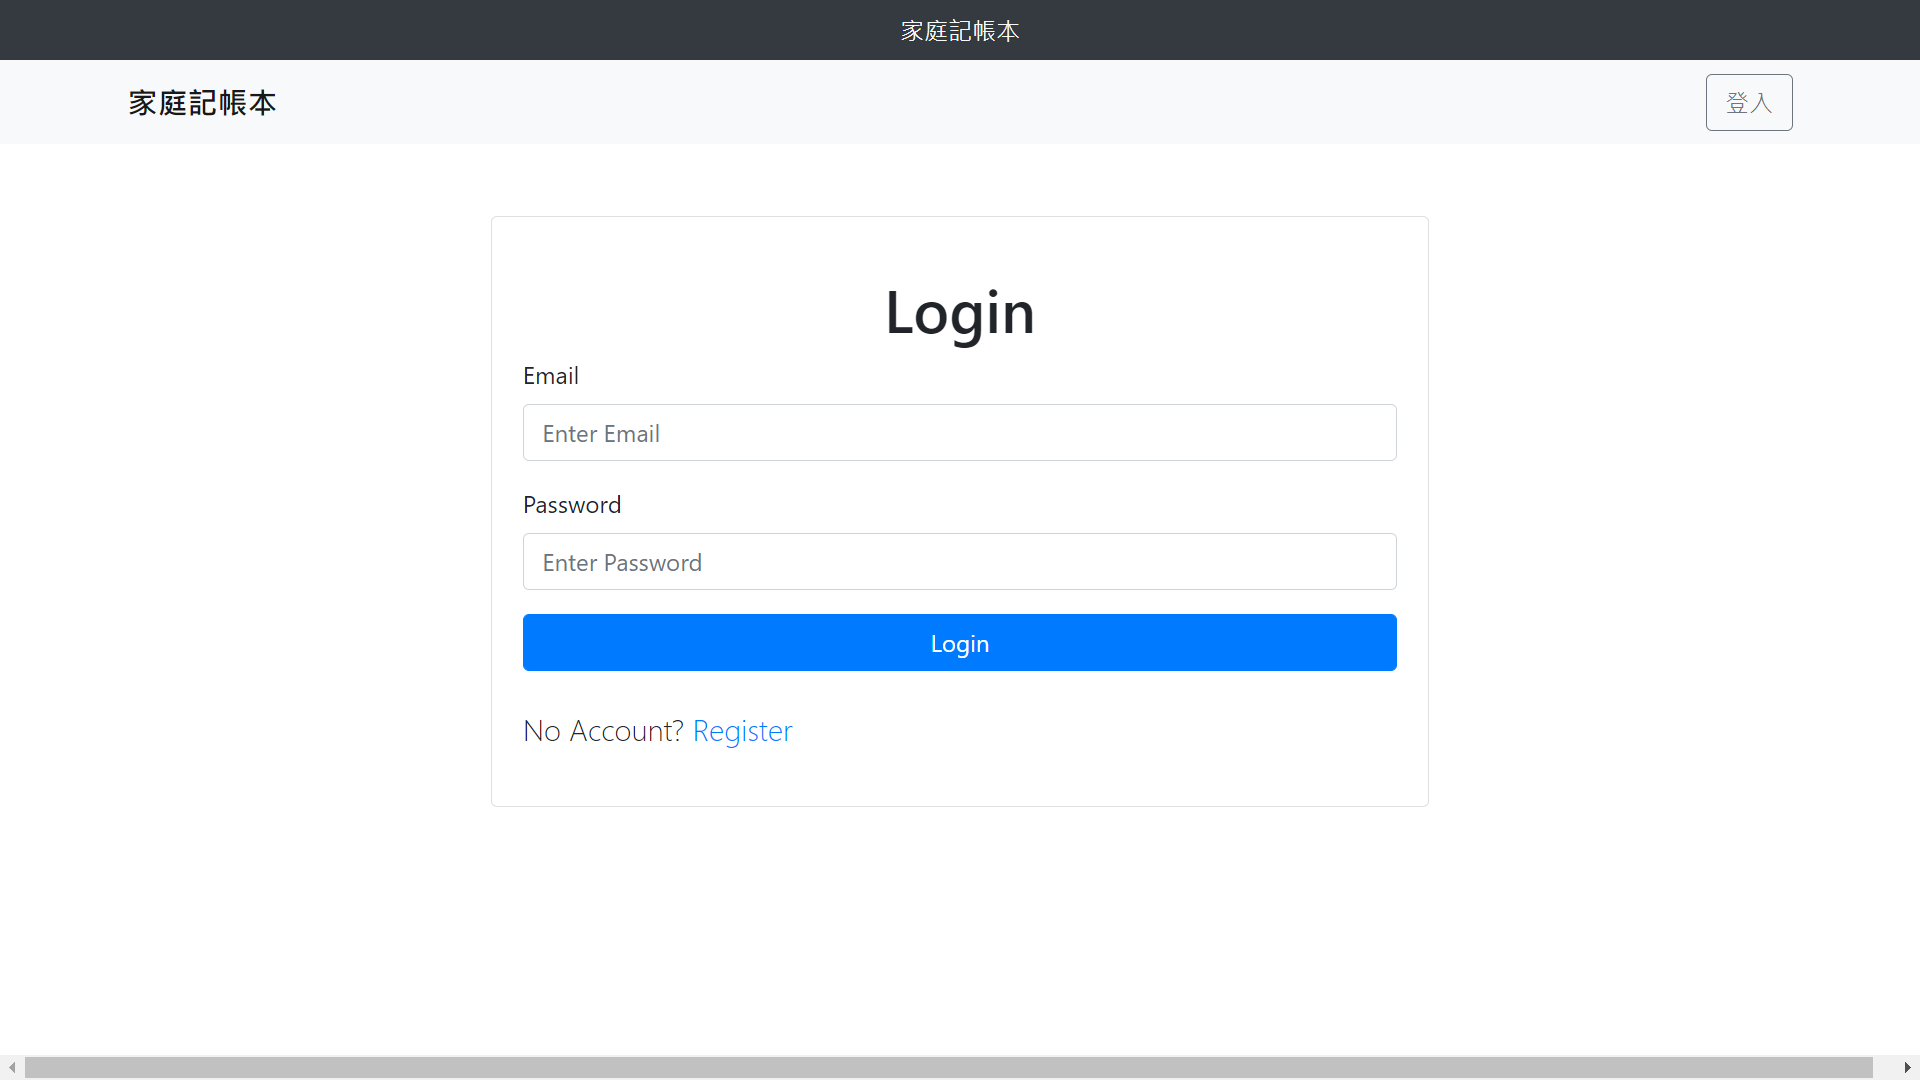 家庭記帳本
家庭記帳本
登入
Login
Email
Enter Email
Password
Enter Password
Login
No Account? Register